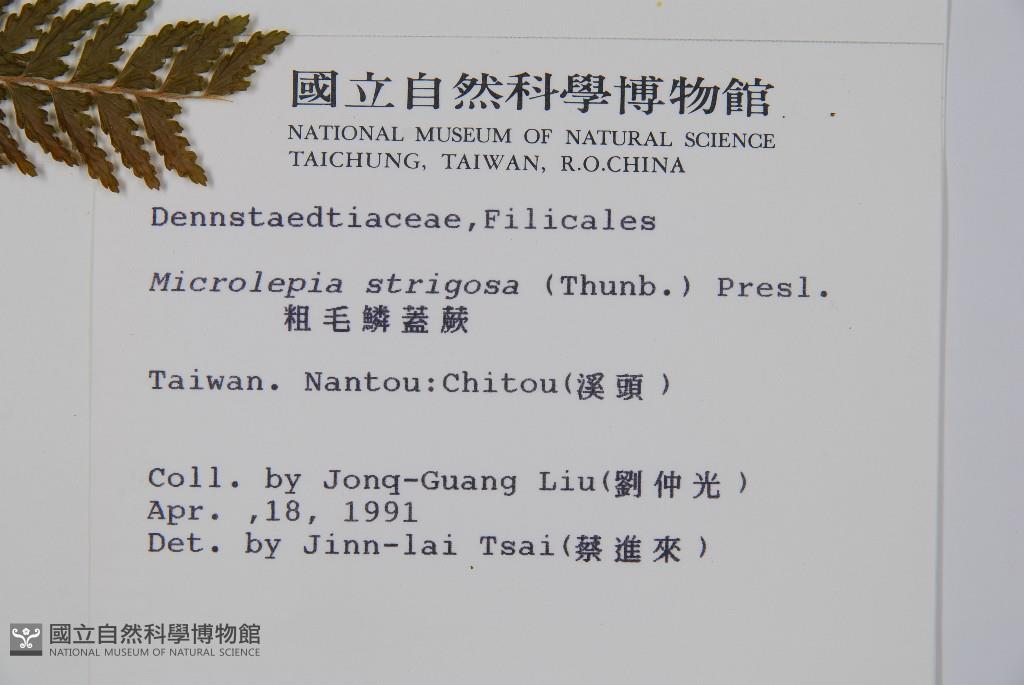 國立自然科學博物館
NATIONAL MUSEUM OF NATURAL SCIENCE
TAICHUNG, TAIWAN, R.O.CHINA
Dennstaedtiaceae,Filicales
Microlepia strigosa (Thunb.) Presl.
粗毛鱗蓋蕨
Taiwan. Nantou:Chitou(溪頭)
Coll. by Jonq-Guang Liu(劉仲光)
Apr. ,18, 1991
Det. by Jinn-lai Tsai(蔡進來)
國立自然科學博物館
NATIONAL MUSEUM OF NATURAL SCIENCE